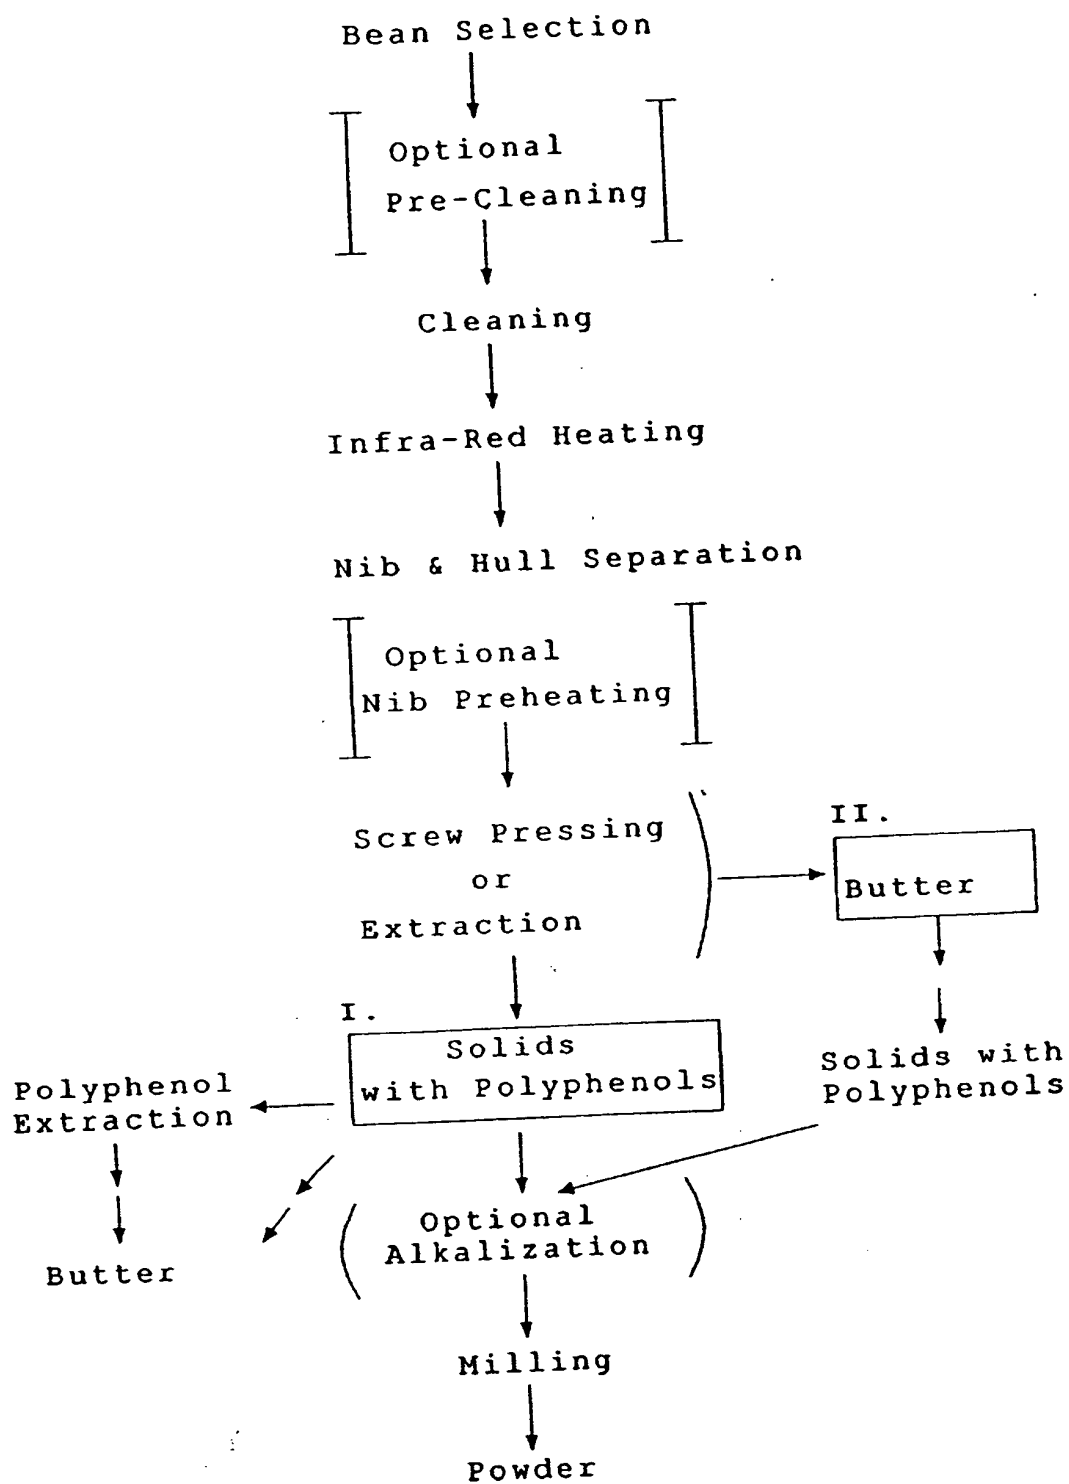 Bean Selection
Optional
Pre-Cleaning
Cleaning
Infra-Red Heating
Nib & Hull Separation
Optional
Nib Preheating
Screw Pressing
or
Extraction
II.
Butter
I.
Solids
with Polyphenols
Solids with
Polyphenols
Polyphenol
Extraction
Butter
Optional
Alkalization
Milling
Powder